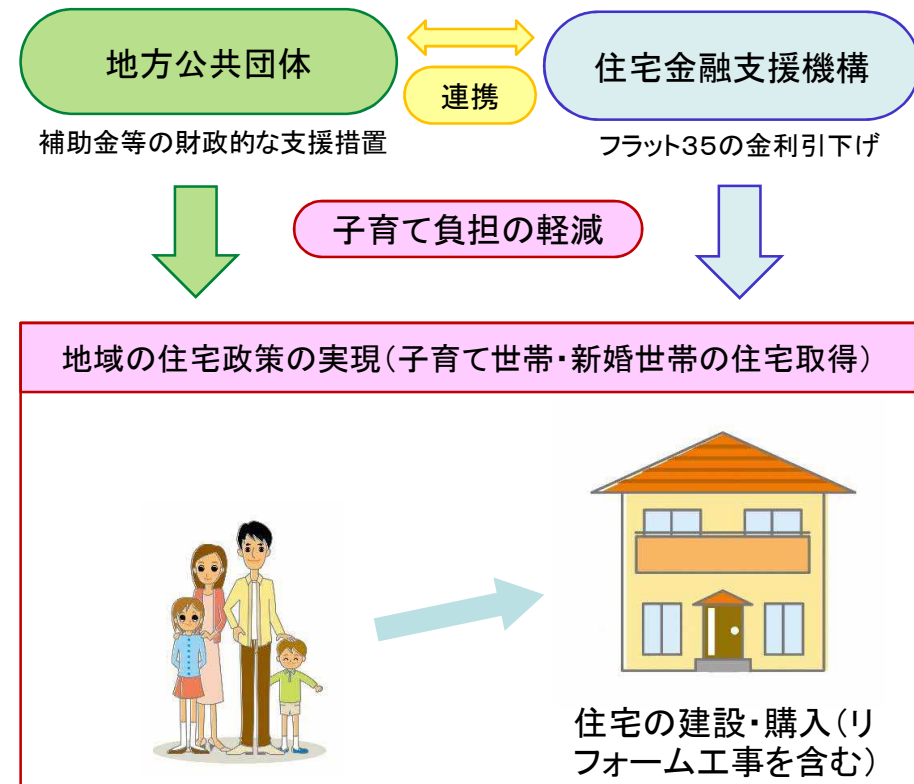 地方公共団体
連携
住宅金融支援機構
補助金等の財政的な支援措置
フラット35の金利引下げ
子育て負担の軽減
地域の住宅政策の実現(子育て世帯・新婚世帯の住宅取得)
住宅の建設・購入(リ
フォーム工事を含む)